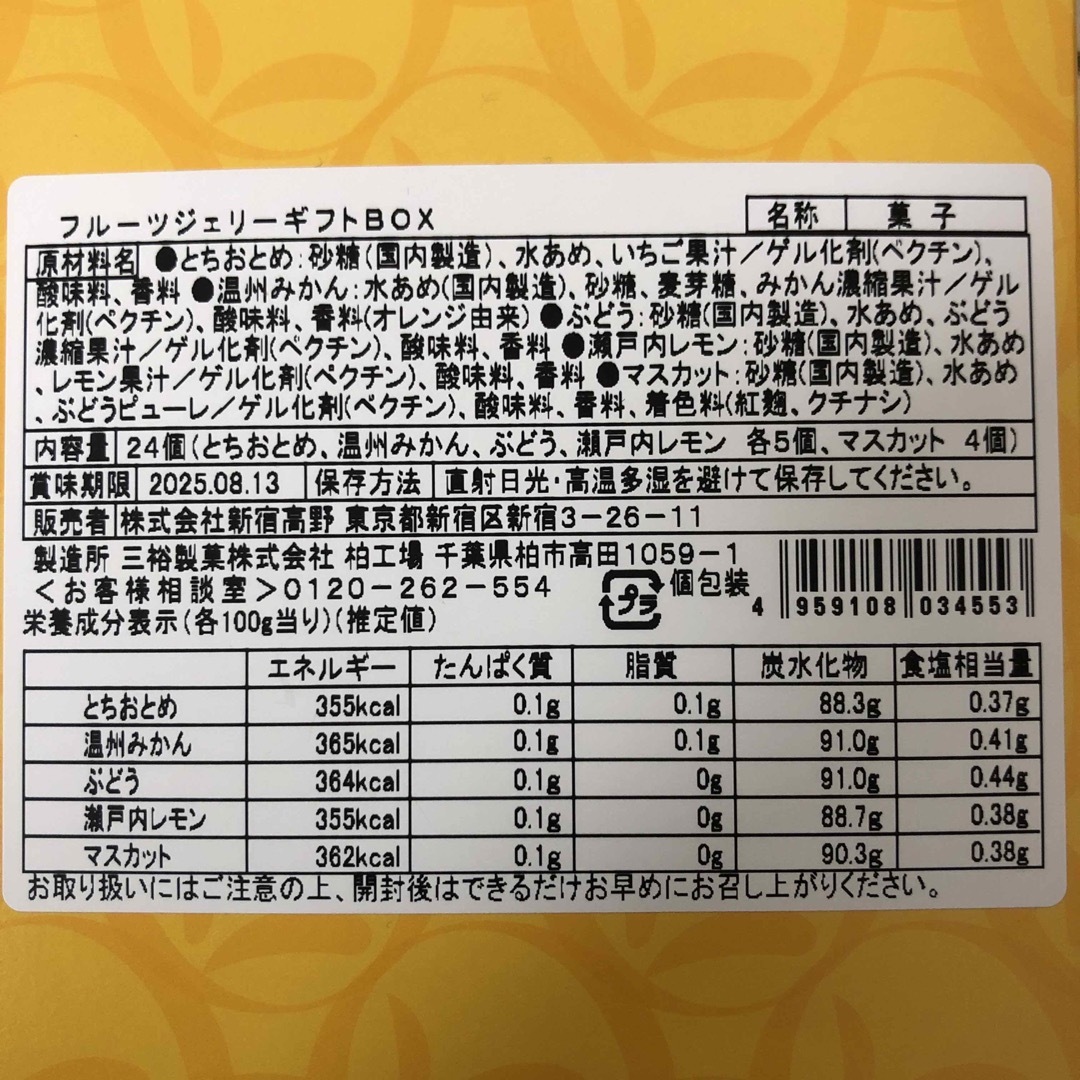 フルーツジェリーギフトBOX
名称 菓子
原材料名 ●とちおとめ:砂糖(国内製造)、水あめ、いちご果汁/ゲル化剤(ペクチン)、
酸味料、香料 ●温州みかん:水あめ(国内製造)、砂糖、麦芽糖、みかん濃縮果汁/ゲル
化剤(ペクチン)、酸味料、香料(オレンジ由来) ●ぶどう:砂糖(国内製造)、水あめ、ぶどう
濃縮果汁/ゲル化剤(ペクチン)、酸味料、香料 ●瀬戸内レモン:砂糖(国内製造)、水あめ
、レモン果汁/ゲル化剤(ペクチン)、酸味料、香料 ●マスカット:砂糖(国内製造)、水あめ
、ぶどうピューレ/ゲル化剤(ペクチン)、酸味料、香料、着色料(紅麹、クチナシ)
内容量 24個(とちおとめ、温州みかん、ぶどう、瀬戸内レモン 各5個、マスカット 4個)
賞味期限 2025.08.13 保存方法 直射日光・高温多湿を避けて保存してください。
販売者 株式会社新宿高野 東京都新宿区新宿3-26-11
製造所 三裕製菓株式会社 柏工場 千葉県柏市高田1059-1
<お客様相談室>0120-262-554
プラ 個包装
4 959108 034553
栄養成分表示(各100g当り)(推定値)
エネルギー たんぱく質 脂質 炭水化物 食塩相当量
とちおとめ 355kcal 0.1g 0.1g 88.3g 0.37g
温州みかん 365kcal 0.1g 0.1g 91.0g 0.41g
ぶどう 364kcal 0.1g 0g 91.0g 0.44g
瀬戸内レモン 355kcal 0.1g 0g 88.7g 0.38g
マスカット 362kcal 0.1g 0g 90.3g 0.38g
お取り扱いにはご注意の上、開封後はできるだけお早めにお召し上がりください。